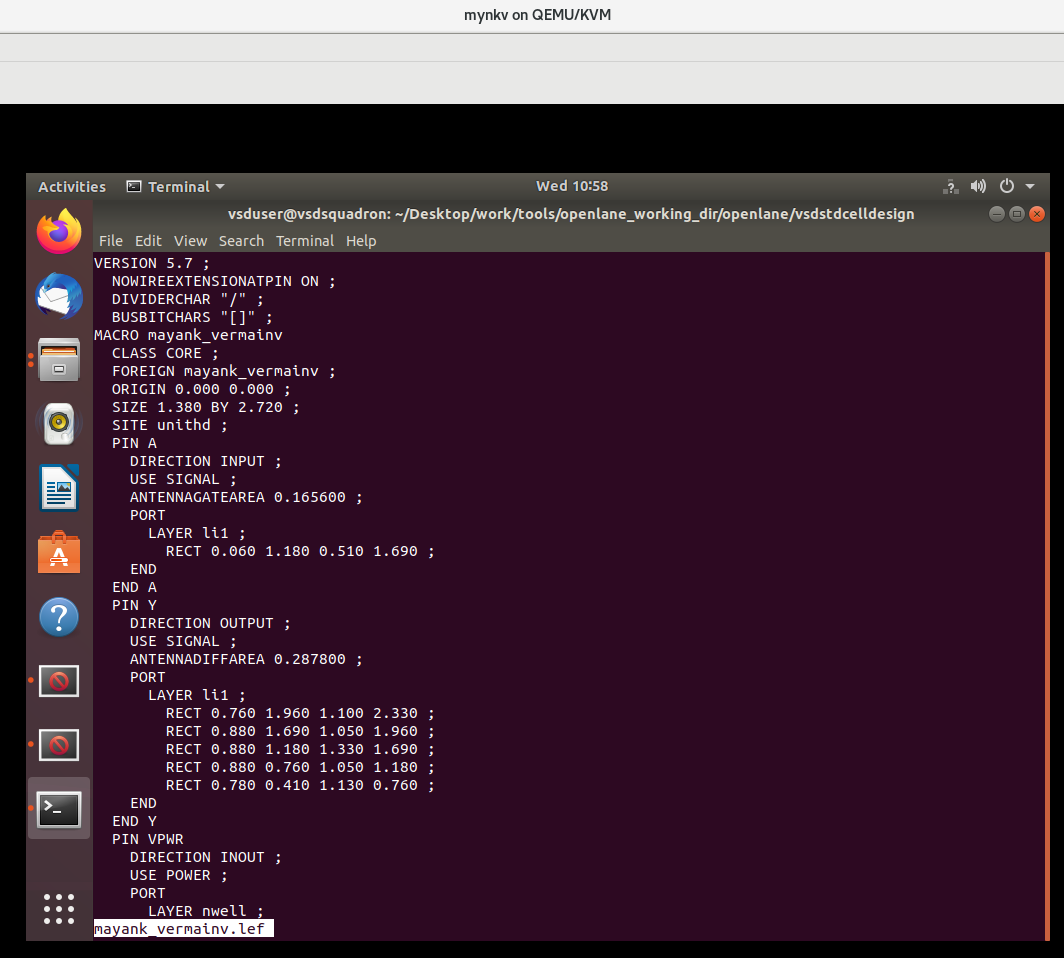 mynkv on QEMU/KVM
Activities Terminal Wed 10:58
vsduser@vsdsquadron: ~/Desktop/work/tools/openlane_working_dir/openlane/vsdstdcelldesign
File Edit View Search Terminal Help
VERSION 5.7 ;
  NOWIREEXTENSIONATPIN ON ;
  DIVIDERCHAR "/" ;
  BUSBITCHARS "[]" ;
MACRO mayank_vermainv
  CLASS CORE ;
  FOREIGN mayank_vermainv ;
  ORIGIN 0.000 0.000 ;
  SIZE 1.380 BY 2.720 ;
  SITE unithd ;
  PIN A
    DIRECTION INPUT ;
    USE SIGNAL ;
    ANTENNAGATEAREA 0.165600 ;
    PORT
      LAYER li1 ;
        RECT 0.060 1.180 0.510 1.690 ;
    END
  END A
  PIN Y
    DIRECTION OUTPUT ;
    USE SIGNAL ;
    ANTENNADIFFAREA 0.287800 ;
    PORT
      LAYER li1 ;
        RECT 0.760 1.960 1.100 2.330 ;
        RECT 0.880 1.690 1.050 1.960 ;
        RECT 0.880 1.180 1.330 1.690 ;
        RECT 0.880 0.760 1.050 1.180 ;
        RECT 0.780 0.410 1.130 0.760 ;
    END
  END Y
  PIN VPWR
    DIRECTION INOUT ;
    USE POWER ;
    PORT
      LAYER nwell ;
mayank_vermainv.lef